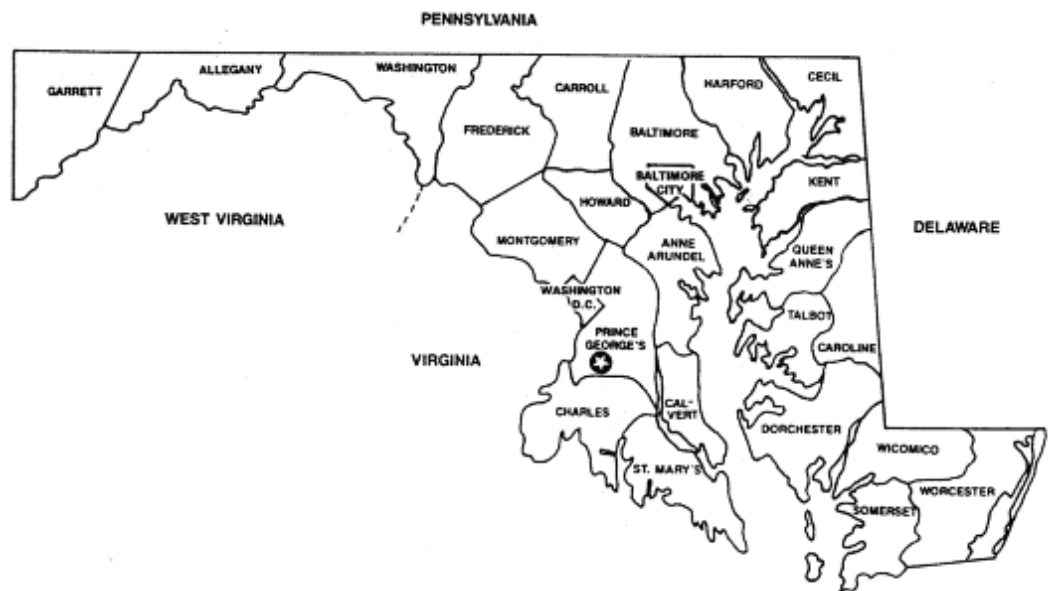 PENNSYLVANIA
GARRETT
ALLEGANY
WASHINGTON
FREDERICK
CARROLL
BALTIMORE
HARFORD
CECIL
BALTIMORE
CITY
KENT
WEST VIRGINIA
HOWARD
MONTGOMERY
ANNE
ARUNDEL
QUEEN
ANNE'S
DELAWARE
WASHINGTON
D.C.
TALBOT
CAROLINE
PRINCE
GEORGE'S
VIRGINIA
CHARLES
CAL-
VERT
DORCHESTER
ST. MARY'S
WICOMICO
WORCESTER
SOMERSET